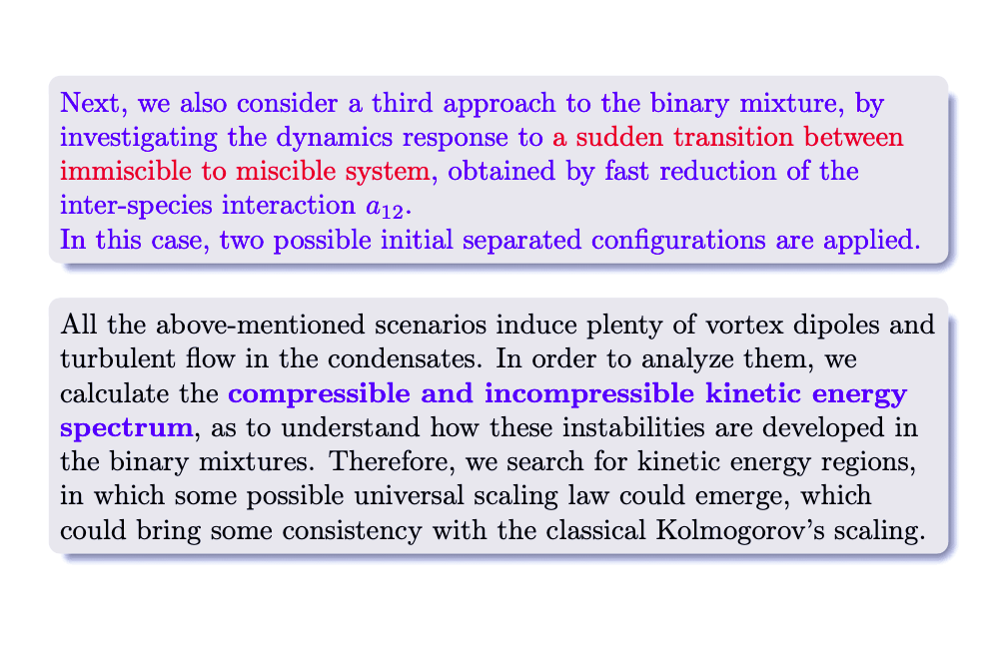 Next, we also consider a third approach to the binary mixture, by
investigating the dynamics response to a sudden transition between
immiscible to miscible system, obtained by fast reduction of the
inter-species interaction a₁₂.
In this case, two possible initial separated configurations are applied.
All the above-mentioned scenarios induce plenty of vortex dipoles and
turbulent flow in the condensates. In order to analyze them, we
calculate the compressible and incompressible kinetic energy
spectrum, as to understand how these instabilities are developed in
the binary mixtures. Therefore, we search for kinetic energy regions,
in which some possible universal scaling law could emerge, which
could bring some consistency with the classical Kolmogorov's scaling.